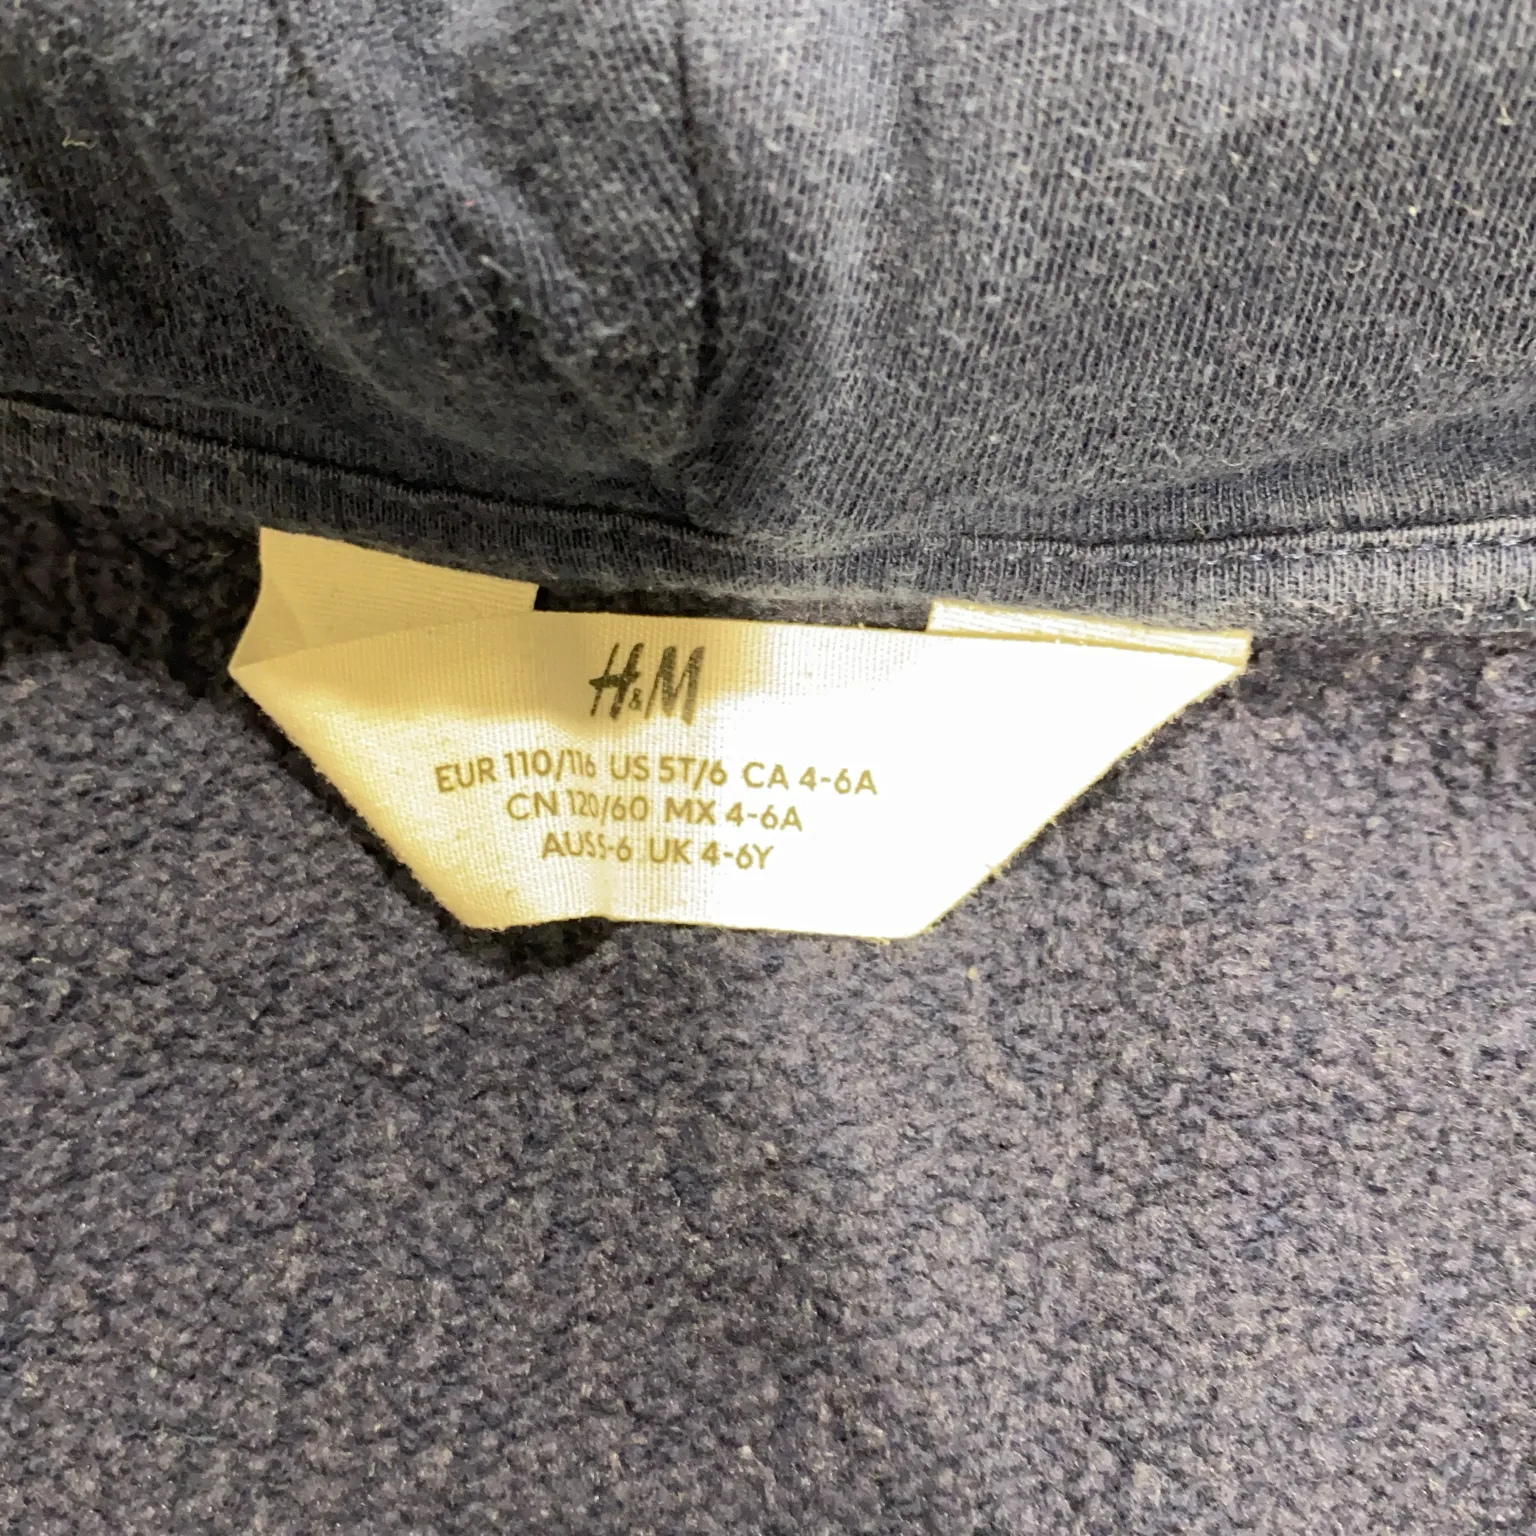 H&M
EUR 110/116 US 5T/6 CA 4-6A
CN 120/60 MX 4-6A
AUS5-6 UK 4-6Y